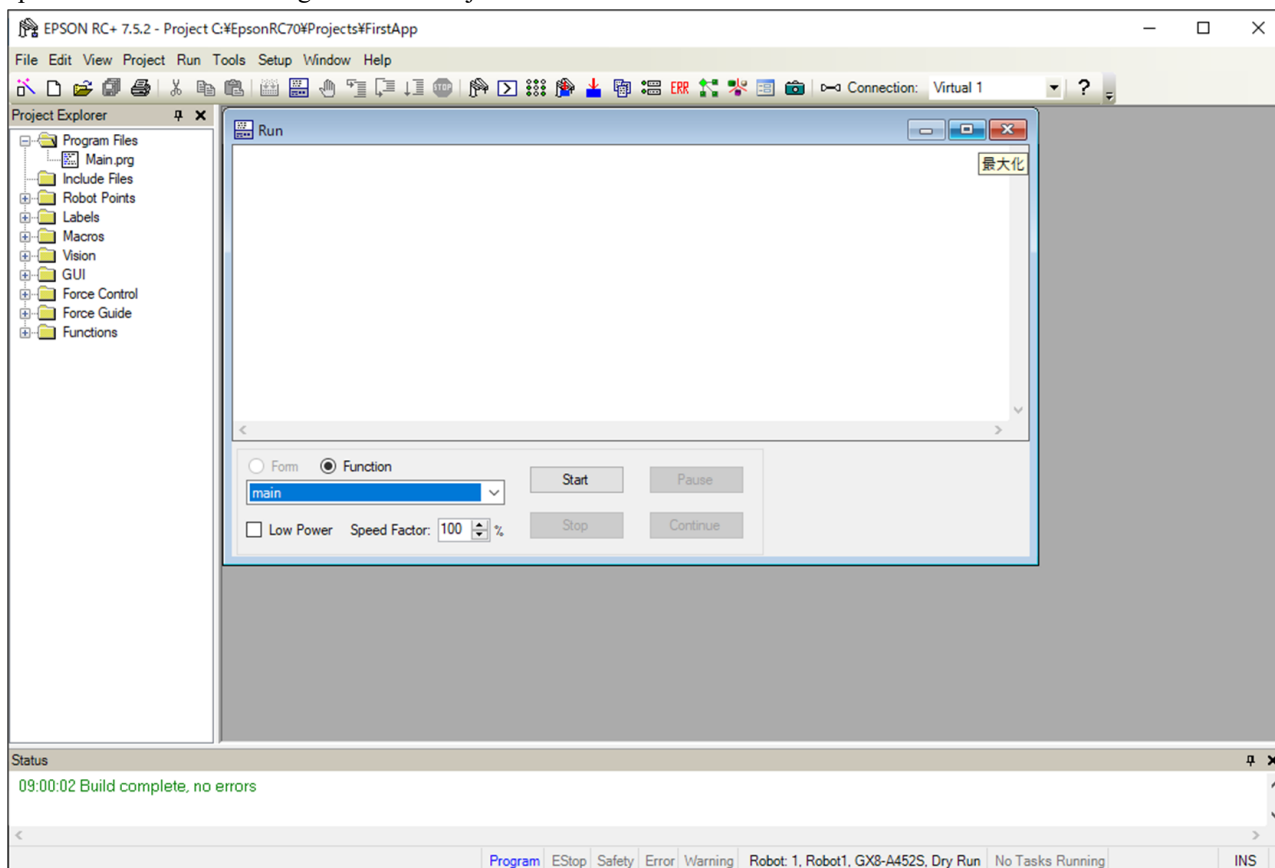 EPSON RC+ 7.5.2 - Project C:¥EpsonRC70¥Projects¥FirstApp
File Edit View Project Run Tools Setup Window Help
STOP ERR Connection: Virtual 1 ?
Project Explorer
Program Files
Main.prg
Include Files
Robot Points
Labels
Macros
Vision
GUI
Force Control
Force Guide
Functions
Run
最大化
Form Function
main
Start Pause
Low Power Speed Factor: 100 %
Stop Continue
Status
09:00:02 Build complete, no errors
Program EStop Safety Error Warning Robot: 1, Robot1, GX8-A452S, Dry Run No Tasks Running INS